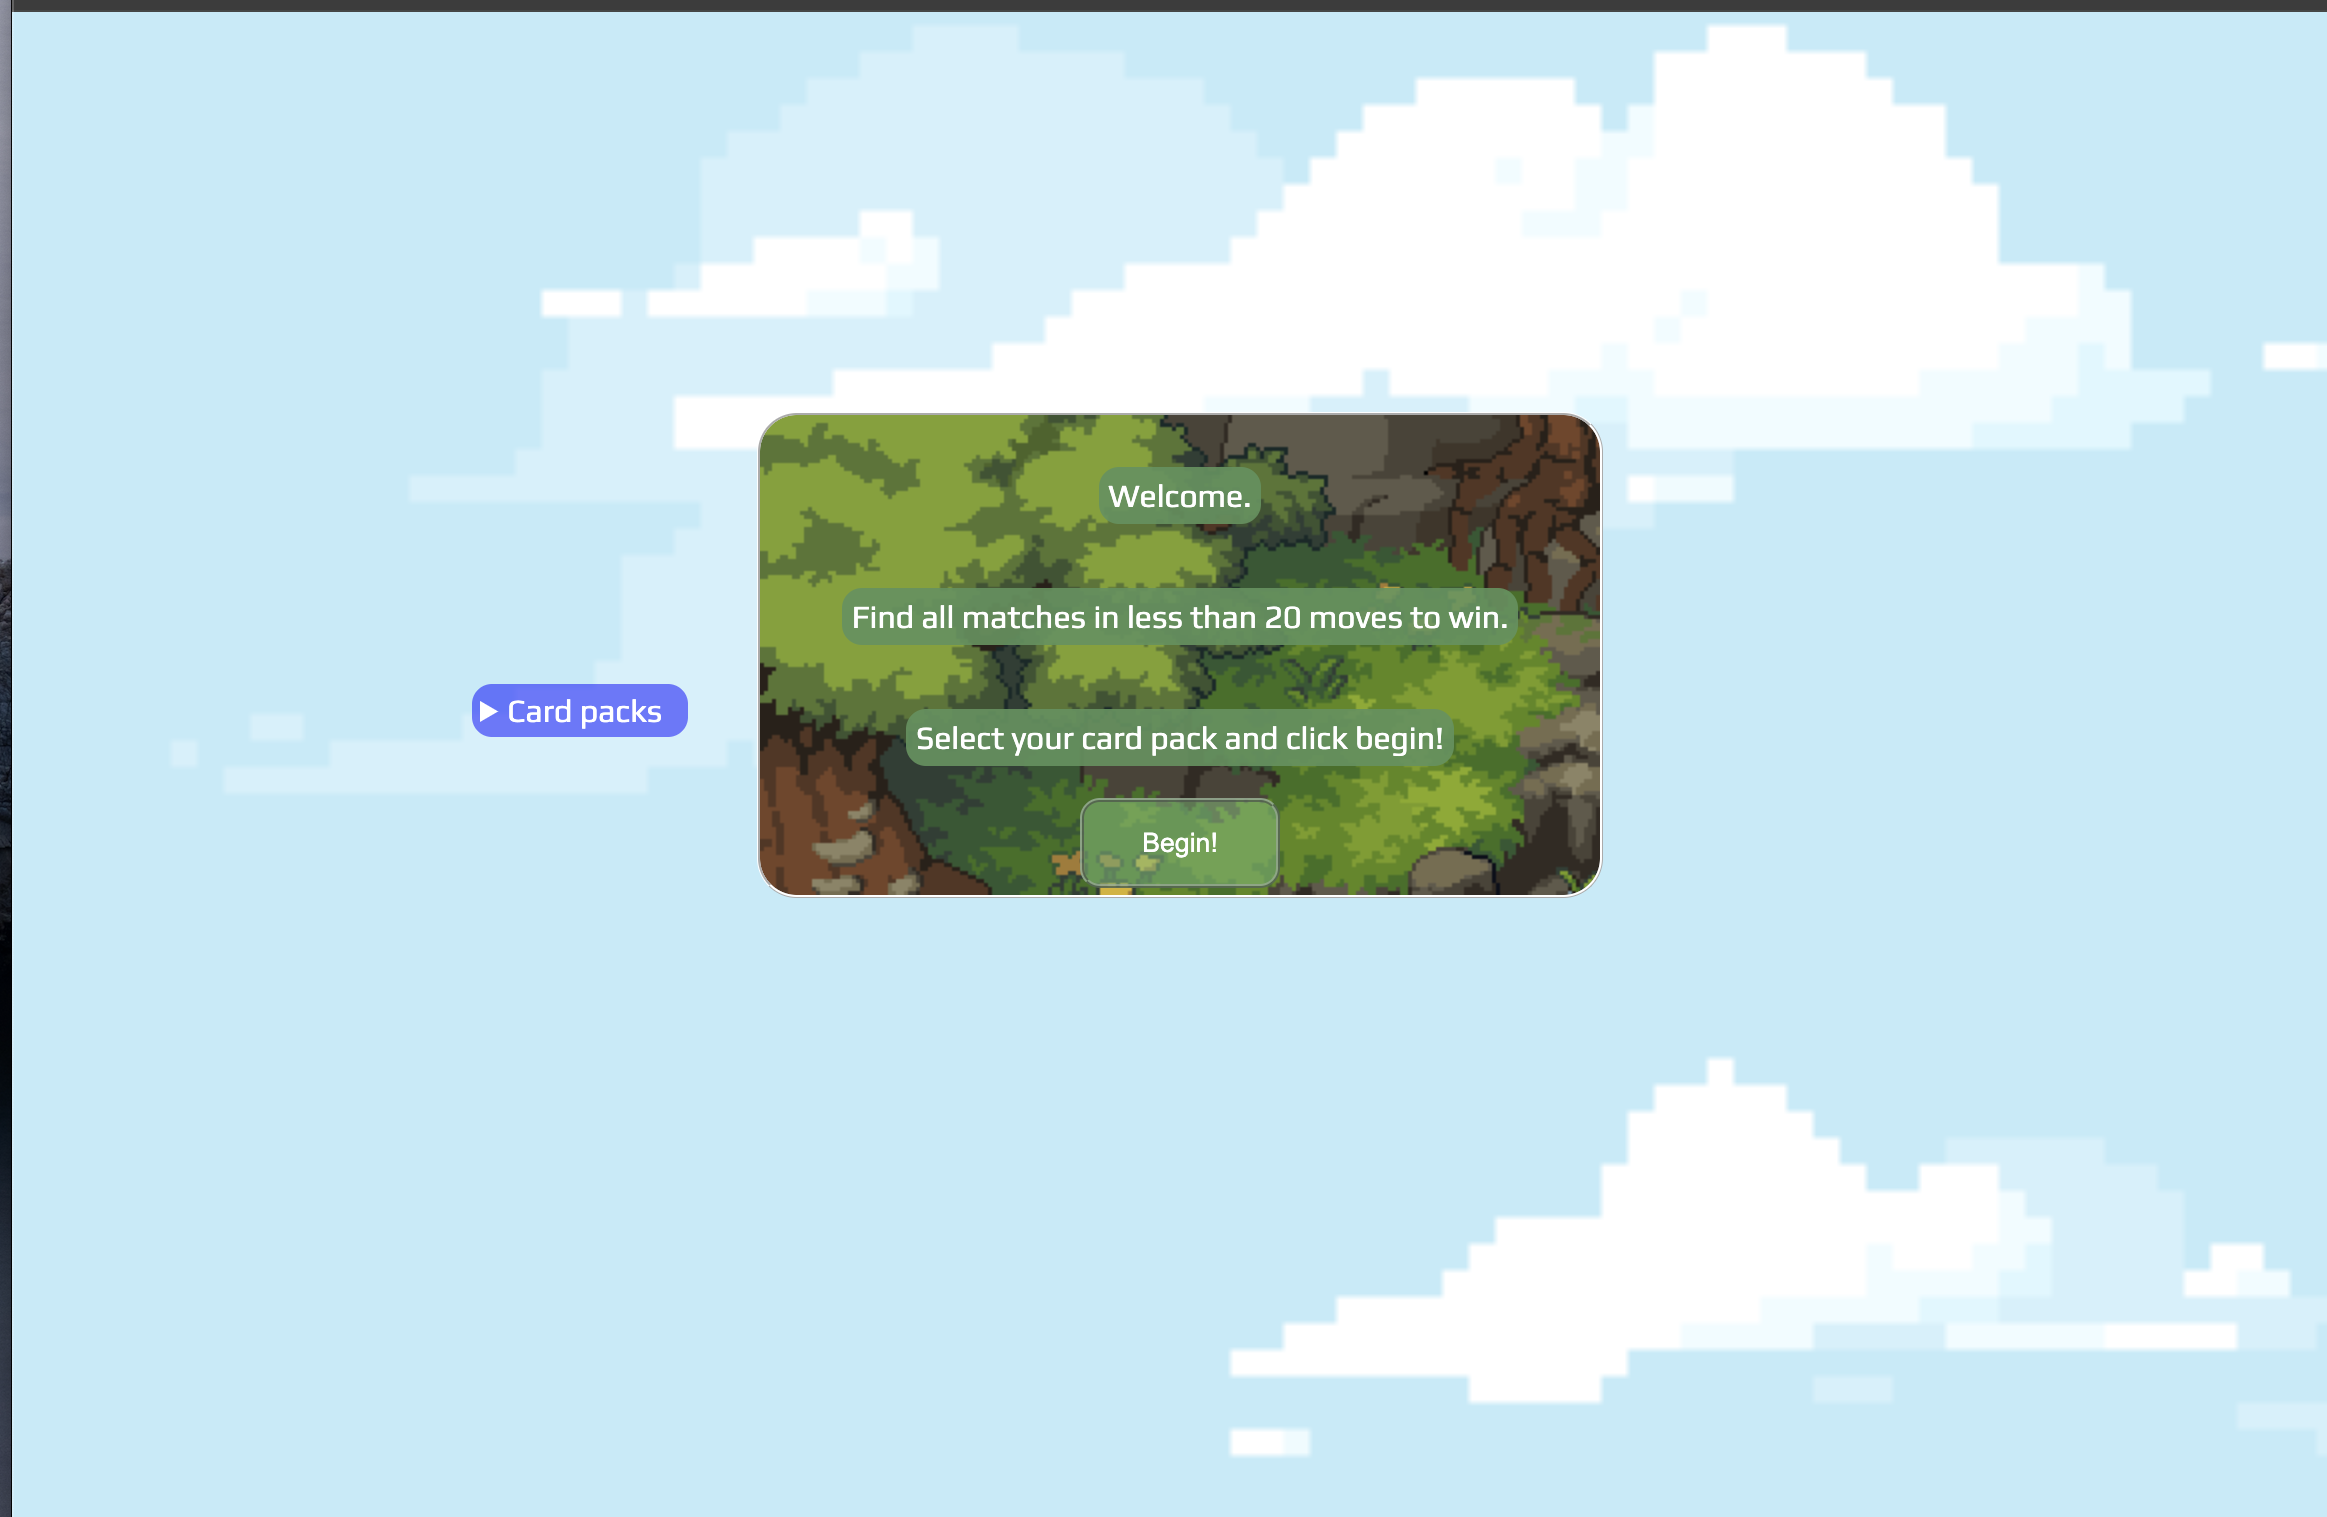 Welcome.
Find all matches in less than 20 moves to win.
Card packs
Select your card pack and click begin!
Begin!